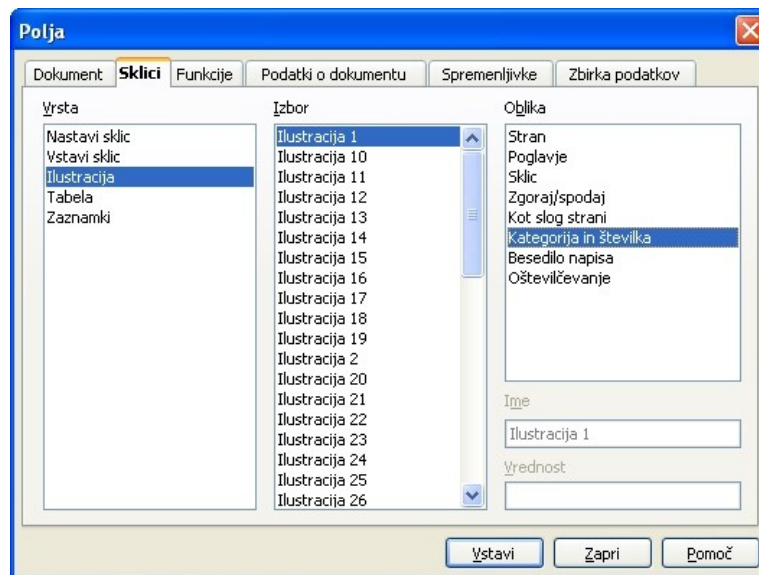 Polja
Dokument
Sklici
Funkcije
Podatki o dokumentu
Spremenljivke
Zbirka podatkov
Vrsta
Nastavi sklic
Vstavi sklic
Ilustracija
Tabela
Zaznamki
Izbor
Ilustracija 1
Ilustracija 10
Ilustracija 11
Ilustracija 12
Ilustracija 13
Ilustracija 14
Ilustracija 15
Ilustracija 16
Ilustracija 17
Ilustracija 18
Ilustracija 19
Ilustracija 2
Ilustracija 20
Ilustracija 21
Ilustracija 22
Ilustracija 23
Ilustracija 24
Ilustracija 25
Ilustracija 26
Oblika
Stran
Poglavje
Sklic
Zgoraj/spodaj
Kot slog strani
Kategorija in številka
Besedilo napisa
Oštevilčevanje
Ime
Ilustracija 1
Vrednost
Vstavi
Zapri
Pomoč